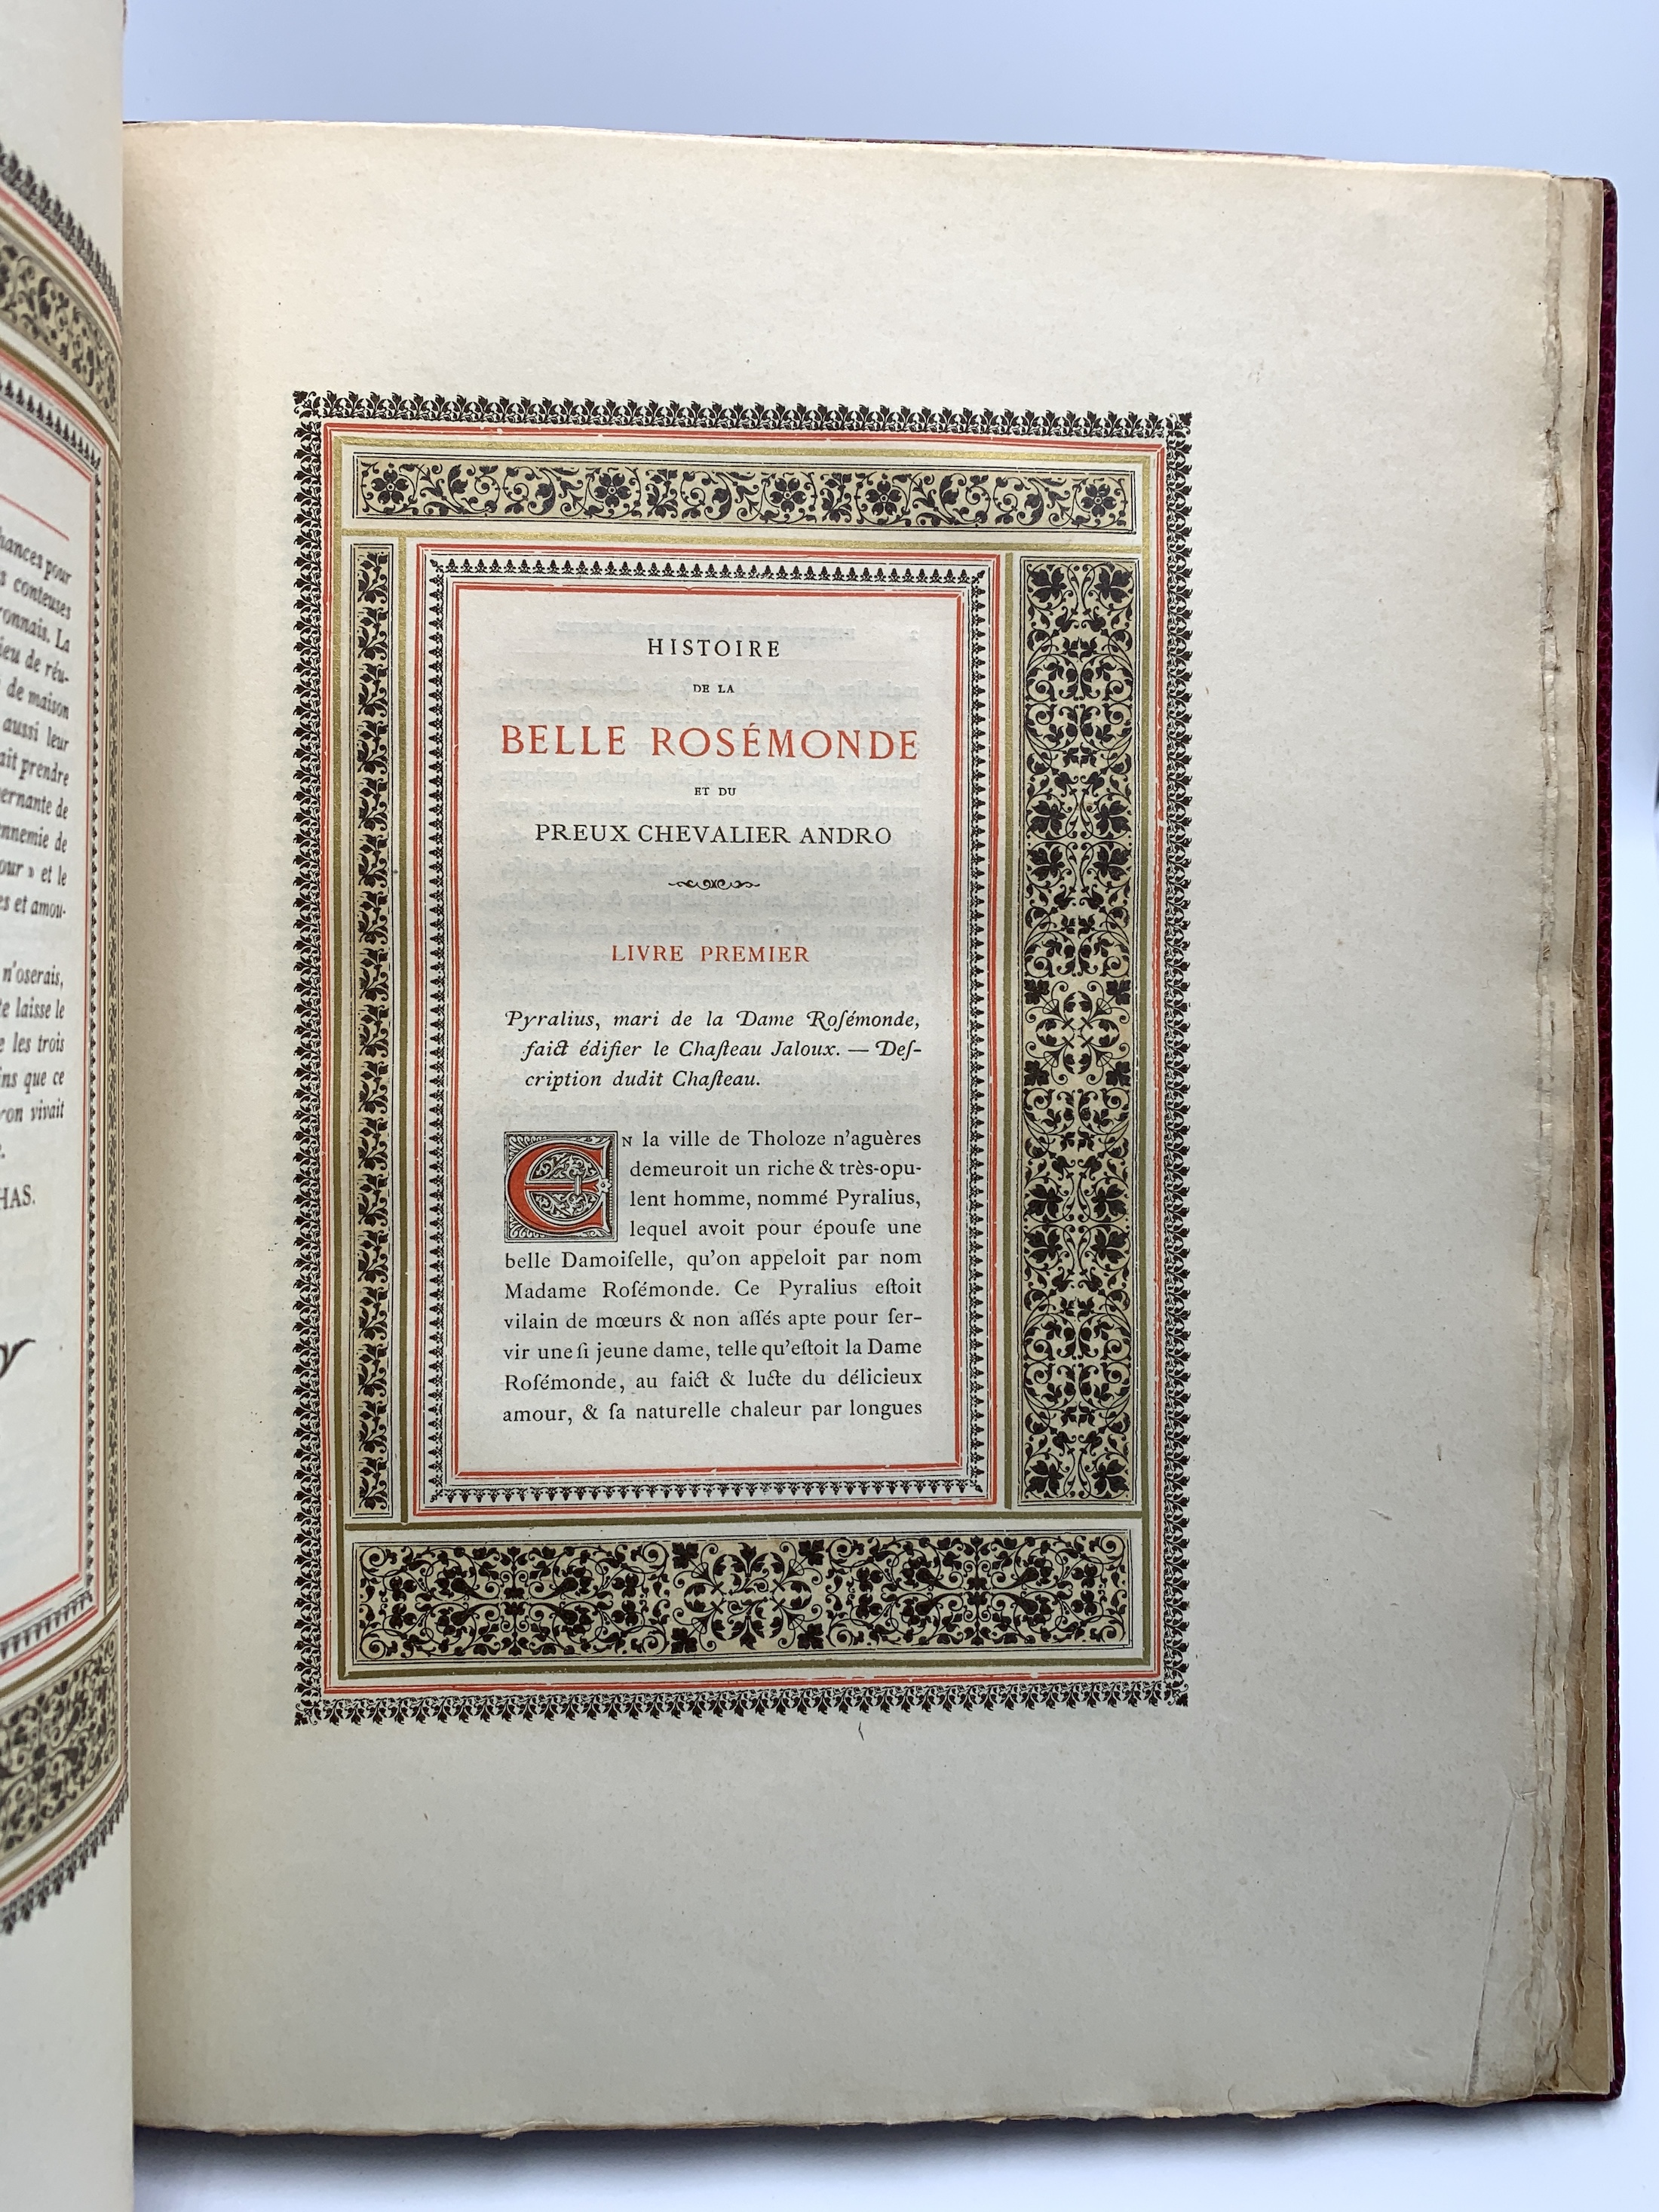 hances pour
s conteuses
ronnais. La
ieu de réu-
de maison
aussi leur
ait prendre
ernante de
ennemie de
our » et le
es et amou-
n'oserais,
te laisse le
e les trois
ins que ce
ron vivait
HAS.
HISTOIRE
DE LA
BELLE ROSÉMONDE
ET DU
PREUX CHEVALIER ANDRO
LIVRE PREMIER
Pyralius, mari de la Dame Roſémonde,
faict édifier le Chaſteau Jaloux. — Deſ-
cription dudit Chaſteau.
EN la ville de Tholoze n'aguères
demeuroit un riche & très-opu-
lent homme, nommé Pyralius,
lequel avoit pour épouſe une
belle Damoiſelle, qu'on appeloit par nom
Madame Roſémonde. Ce Pyralius eſtoit
vilain de mœurs & non aſſés apte pour ſer-
vir une ſi jeune dame, telle qu'eſtoit la Dame
Roſémonde, au faict & lucte du délicieux
amour, & ſa naturelle chaleur par longues